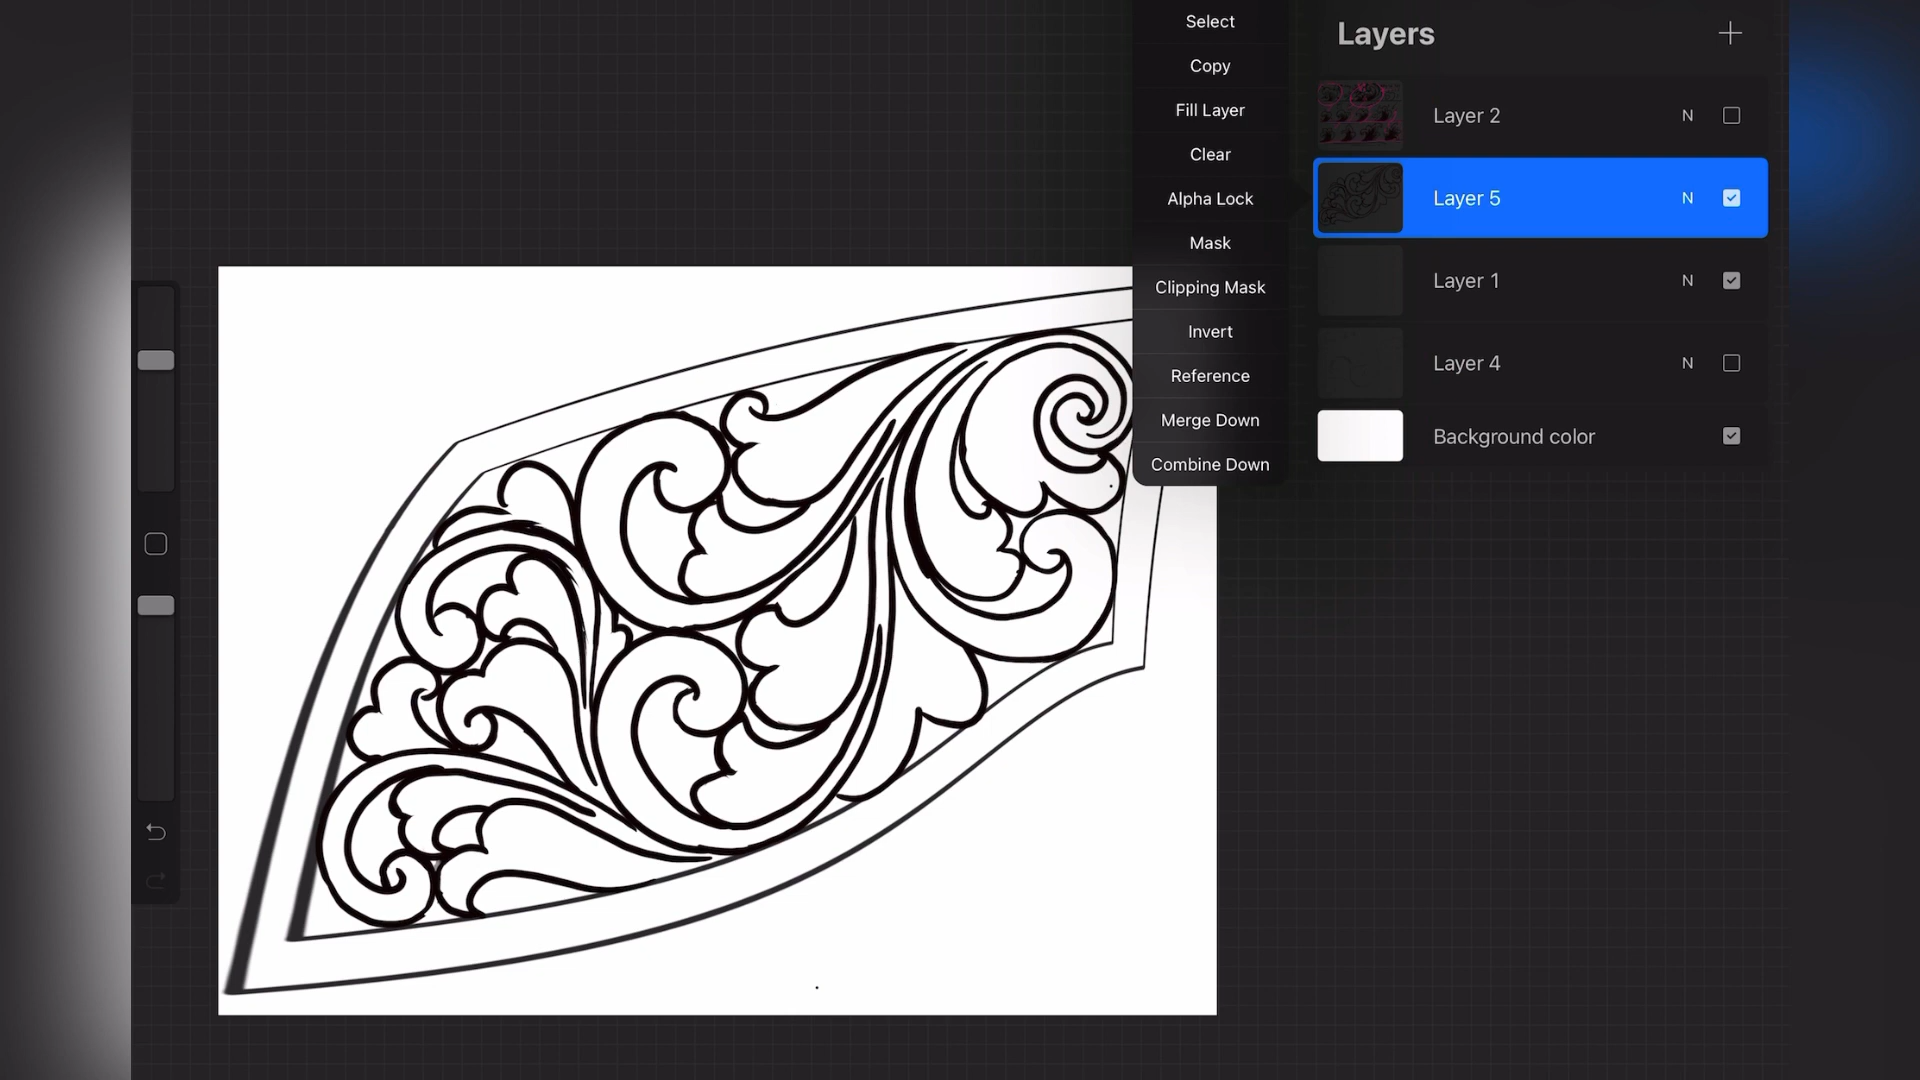 Select
Copy
Fill Layer
Clear
Alpha Lock
Mask
Clipping Mask
Invert
Reference
Merge Down
Combine Down
Layers
Layer 2 N
Layer 5 N
Layer 1 N
Layer 4 N
Background color